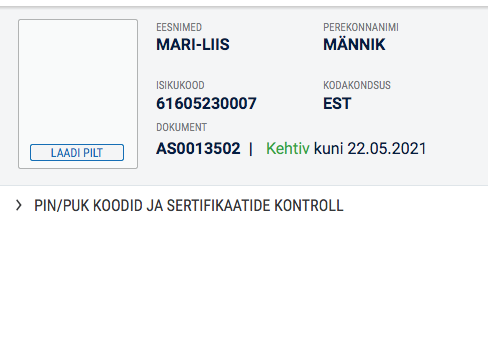 EESNIMED
MARI-LIIS
PEREKONNANIMI
MÄNNIK
ISIKUKOOD
61605230007
KODAKONDSUS
EST
DOKUMENT
AS0013502 | Kehtiv kuni 22.05.2021
LAADI PILT
PIN/PUK KOODID JA SERTIFIKAATIDE KONTROLL